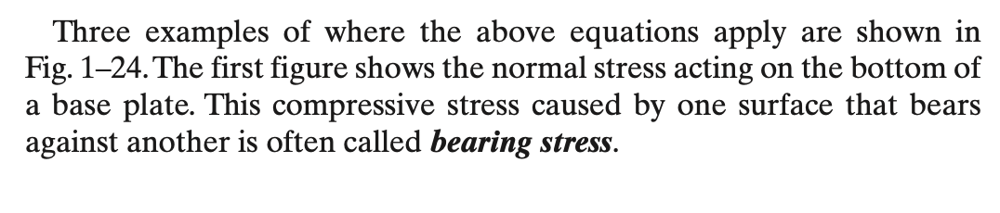 Three examples of where the above equations apply are shown in
Fig. 1–24. The first figure shows the normal stress acting on the bottom of
a base plate. This compressive stress caused by one surface that bears
against another is often called bearing stress.